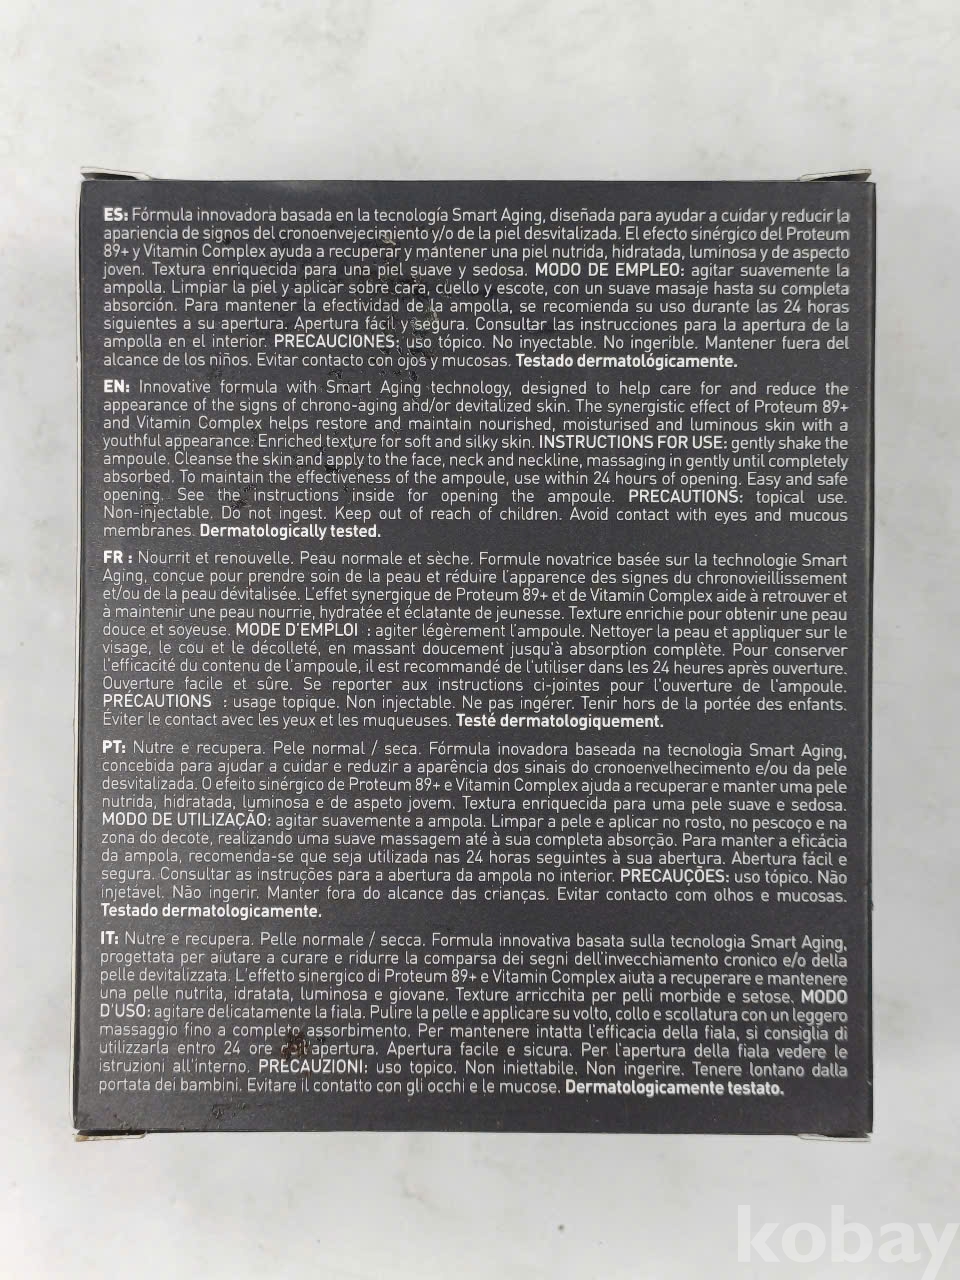 ES: Fórmula innovadora basada en la tecnología Smart Aging, diseñada para ayudar a cuidar y reducir la
apariencia de signos del cronoenvejecimiento y/o de la piel desvitalizada. El efecto sinérgico del Proteum
89+ y Vitamin Complex ayuda a recuperar y mantener una piel nutrida, hidratada, luminosa y de aspecto
joven. Textura enriquecida para una piel suave y sedosa. MODO DE EMPLEO: agitar suavemente la
ampolla. Limpiar la piel y aplicar sobre cara, cuello y escote, con un suave masaje hasta su completa
absorción. Para mantener la efectividad de la ampolla, se recomienda su uso durante las 24 horas
siguientes a su apertura. Apertura fácil y segura. Consultar las instrucciones para la apertura de la
ampolla en el interior. PRECAUCIONES: uso tópico. No inyectable. No ingerible. Mantener fuera del
alcance de los niños. Evitar contacto con ojos y mucosas. Testado dermatológicamente.
EN: Innovative formula with Smart Aging technology, designed to help care for and reduce the
appearance of the signs of chrono-aging and/or devitalized skin. The synergistic effect of Proteum 89+
and Vitamin Complex helps restore and maintain nourished, moisturised and luminous skin with a
youthful appearance. Enriched texture for soft and silky skin. INSTRUCTIONS FOR USE: gently shake the
ampoule. Cleanse the skin and apply to the face, neck and neckline, massaging in gently until completely
absorbed. To maintain the effectiveness of the ampoule, use within 24 hours of opening. Easy and safe
opening. See the instructions inside for opening the ampoule. PRECAUTIONS: topical use.
Non-injectable. Do not ingest. Keep out of reach of children. Avoid contact with eyes and mucous
membranes. Dermatologically tested.
FR : Nourrit et renouvelle. Peau normale et sèche. Formule novatrice basée sur la technologie Smart
Aging, conçue pour prendre soin de la peau et réduire l'apparence des signes du chronovieillissement
et/ou de la peau dévitalisée. L'effet synergique de Proteum 89+ et de Vitamin Complex aide à retrouver et
à maintenir une peau nourrie, hydratée et éclatante de jeunesse. Texture enrichie pour obtenir une peau
douce et soyeuse. MODE D'EMPLOI : agiter légèrement l'ampoule. Nettoyer la peau et appliquer sur le
visage, le cou et le décolleté, en massant doucement jusqu'à absorption complète. Pour conserver
l'efficacité du contenu de l'ampoule, il est recommandé de l'utiliser dans les 24 heures après ouverture.
Ouverture facile et sûre. Se reporter aux instructions ci-jointes pour l'ouverture de l'ampoule.
PRÉCAUTIONS : usage topique. Non injectable. Ne pas ingérer. Tenir hors de la portée des enfants.
Éviter le contact avec les yeux et les muqueuses. Testé dermatologiquement.
PT: Nutre e recupera. Pele normal / seca. Fórmula inovadora baseada na tecnologia Smart Aging,
concebida para ajudar a cuidar e reduzir a aparência dos sinais do cronoenvelhecimento e/ou da pele
desvitalizada. O efeito sinérgico de Proteum 89+ e Vitamin Complex ajuda a recuperar e manter uma pele
nutrida, hidratada, luminosa e de aspeto jovem. Textura enriquecida para uma pele suave e sedosa.
MODO DE UTILIZAÇÃO: agitar suavemente a ampola. Limpar a pele e aplicar no rosto, no pescoço e na
zona do decote, realizando uma suave massagem até à sua completa absorção. Para manter a eficácia
da ampola, recomenda-se que seja utilizada nas 24 horas seguintes à sua abertura. Abertura fácil e
segura. Consultar as instruções para a abertura da ampola no interior. PRECAUÇÕES: uso tópico. Não
injetável. Não ingerir. Manter fora do alcance das crianças. Evitar contacto com olhos e mucosas.
Testado dermatologicamente.
IT: Nutre e recupera. Pelle normale / secca. Formula innovativa basata sulla tecnologia Smart Aging,
progettata per aiutare a curare e ridurre la comparsa dei segni dell'invecchiamento cronico e/o della
pelle devitalizzata. L'effetto sinergico di Proteum 89+ e Vitamin Complex aiuta a recuperare e mantenere
una pelle nutrita, idratata, luminosa e giovane. Texture arricchita per pelli morbide e setose. MODO
D'USO: agitare delicatamente la fiala. Pulire la pelle e applicare su volto, collo e scollatura con un leggero
massaggio fino a completo assorbimento. Per mantenere intatta l'efficacia della fiala, si consiglia di
utilizzarla entro 24 ore dall'apertura. Apertura facile e sicura. Per l'apertura della fiala vedere le
istruzioni all'interno. PRECAUZIONI: uso topico. Non iniettabile. Non ingerire. Tenere lontano dalla
portata dei bambini. Evitare il contatto con gli occhi e le mucose. Dermatologicamente testato.
kobay